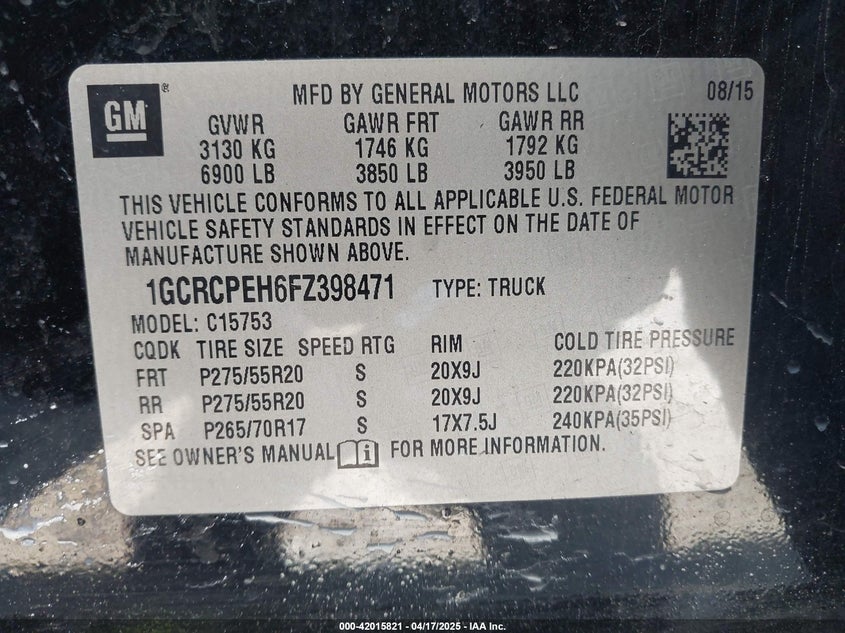 GM ®
MFD BY GENERAL MOTORS LLC 08/15
GVWR GAWR FRT GAWR RR
3130 KG 1746 KG 1792 KG
6900 LB 3850 LB 3950 LB
THIS VEHICLE CONFORMS TO ALL APPLICABLE U.S. FEDERAL MOTOR
VEHICLE SAFETY STANDARDS IN EFFECT ON THE DATE OF
MANUFACTURE SHOWN ABOVE.
1GCRCPEH6FZ398471 TYPE: TRUCK
MODEL: C15753
CQDK TIRE SIZE SPEED RTG RIM COLD TIRE PRESSURE
FRT P275/55R20 S 20X9J 220KPA(32PSI)
RR P275/55R20 S 20X9J 220KPA(32PSI)
SPA P265/70R17 S 17X7.5J 240KPA(35PSI)
SEE OWNER'S MANUAL i FOR MORE INFORMATION.
000-42015821 - 04/17/2025 - IAA Inc.